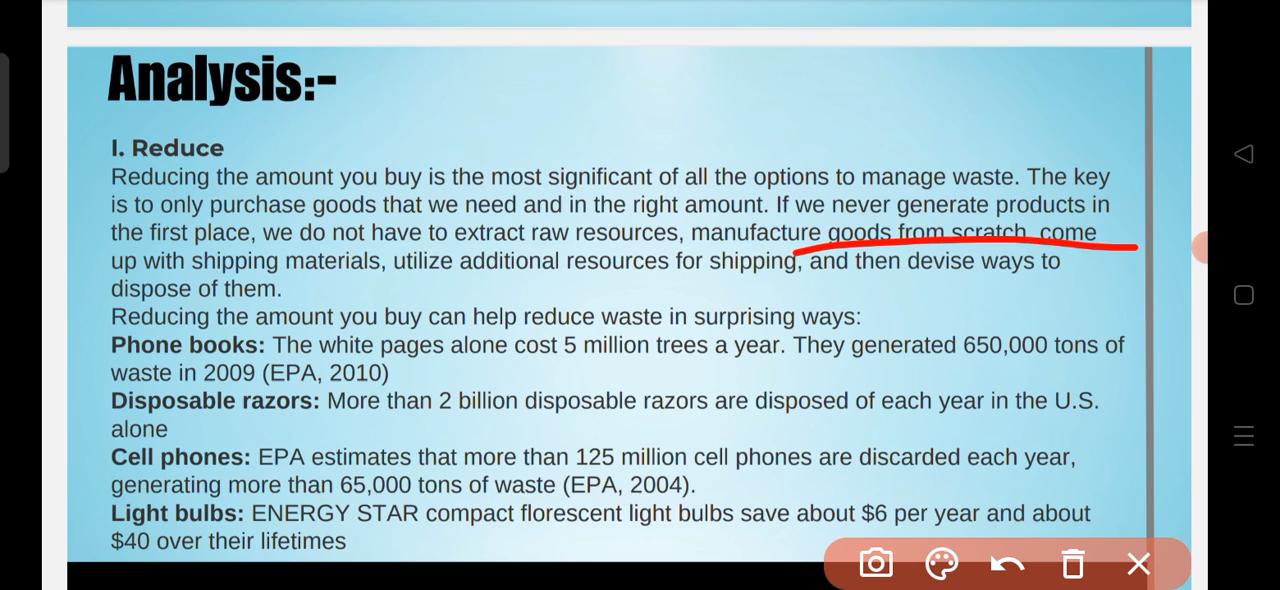 Analysis:-
I. Reduce
Reducing the amount you buy is the most significant of all the options to manage waste. The key
is to only purchase goods that we need and in the right amount. If we never generate products in
the first place, we do not have to extract raw resources, manufacture goods from scratch, come
up with shipping materials, utilize additional resources for shipping, and then devise ways to
dispose of them.
Reducing the amount you buy can help reduce waste in surprising ways:
Phone books: The white pages alone cost 5 million trees a year. They generated 650,000 tons of
waste in 2009 (EPA, 2010)
Disposable razors: More than 2 billion disposable razors are disposed of each year in the U.S.
alone
Cell phones: EPA estimates that more than 125 million cell phones are discarded each year,
generating more than 65,000 tons of waste (EPA, 2004).
Light bulbs: ENERGY STAR compact florescent light bulbs save about $6 per year and about
$40 over their lifetimes